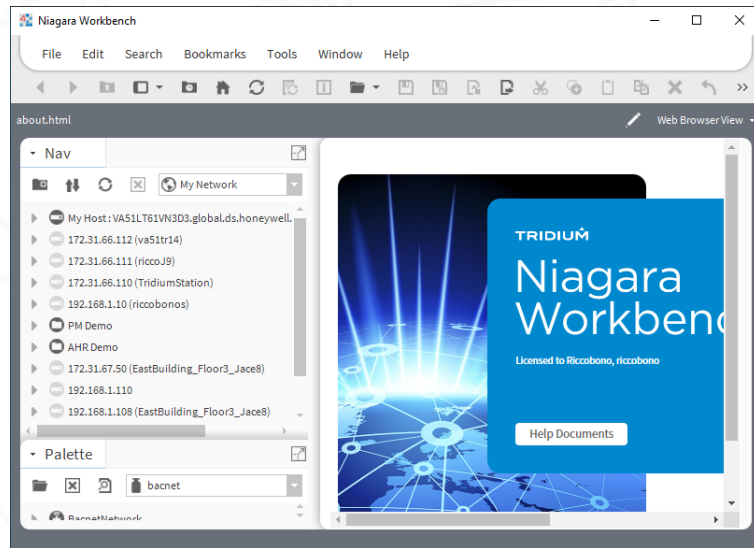 Niagara Workbench
File Edit Search Bookmarks Tools Window Help
about.html
Web Browser View
Nav
My Network
My Host : VA51LT61VN3D3.global.ds.honeywell.
172.31.66.112 (va51tr14)
172.31.66.111 (riccoJ9)
172.31.66.110 (TridiumStation)
192.168.1.10 (riccobonos)
PM Demo
AHR Demo
172.31.67.50 (EastBuilding_Floor3_Jace8)
192.168.1.110
192.168.1.108 (EastBuilding_Floor3_Jace8)
Palette
bacnet
BacnetNetwork
TRIDIUM
Niagara
Workbenc
Licensed to Riccobono, riccobono
Help Documents